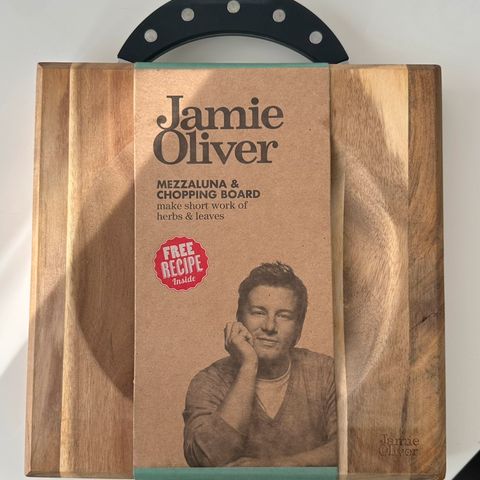 Jamie
Oliver
MEZZALUNA &
CHOPPING BOARD
make short work of
herbs & leaves
FREE
RECIPE
Inside
Jamie
Oliver